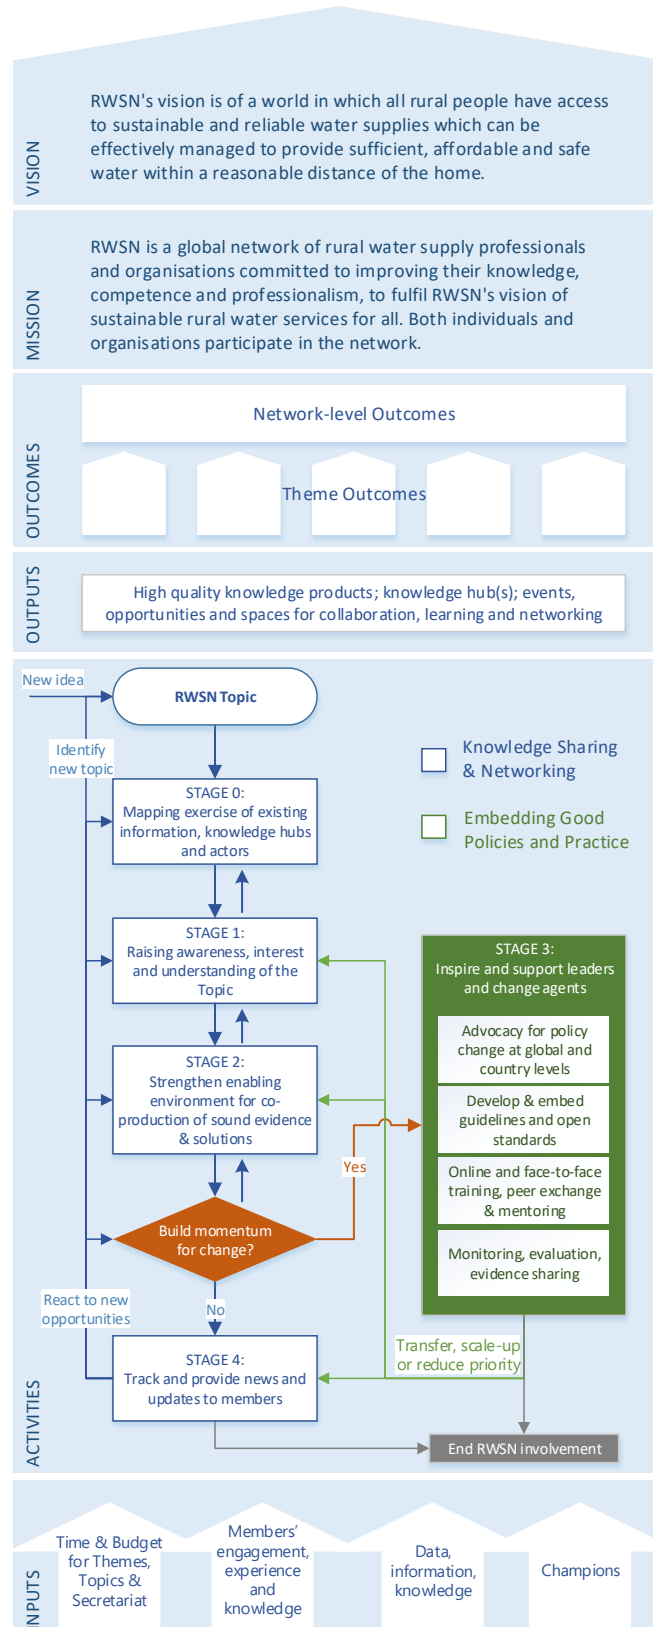 VISION
RWSN's vision is of a world in which all rural people have access
to sustainable and reliable water supplies which can be
effectively managed to provide sufficient, affordable and safe
water within a reasonable distance of the home.
MISSION
RWSN is a global network of rural water supply professionals
and organisations committed to improving their knowledge,
competence and professionalism, to fulfil RWSN's vision of
sustainable rural water services for all. Both individuals and
organisations participate in the network.
OUTCOMES
Network-level Outcomes
Theme Outcomes
OUTPUTS
High quality knowledge products; knowledge hub(s); events,
opportunities and spaces for collaboration, learning and networking
ACTIVITIES
New idea
RWSN Topic
Identify
new topic
Knowledge Sharing
& Networking
Embedding Good
Policies and Practice
STAGE 0:
Mapping exercise of existing
information, knowledge hubs
and actors
STAGE 1:
Raising awareness, interest
and understanding of the
Topic
STAGE 2:
Strengthen enabling
environment for co-
production of sound evidence
& solutions
Build momentum
for change?
Yes
No
STAGE 3:
Inspire and support leaders
and change agents
Advocacy for policy
change at global and
country levels
Develop & embed
guidelines and open
standards
Online and face-to-face
training, peer exchange
& mentoring
Monitoring, evaluation,
evidence sharing
React to new
opportunities
STAGE 4:
Track and provide news and
updates to members
Transfer, scale-up
or reduce priority
End RWSN involvement
INPUTS
Time & Budget
for Themes,
Topics &
Secretariat
Members'
engagement,
experience
and
knowledge
Data,
information,
knowledge
Champions